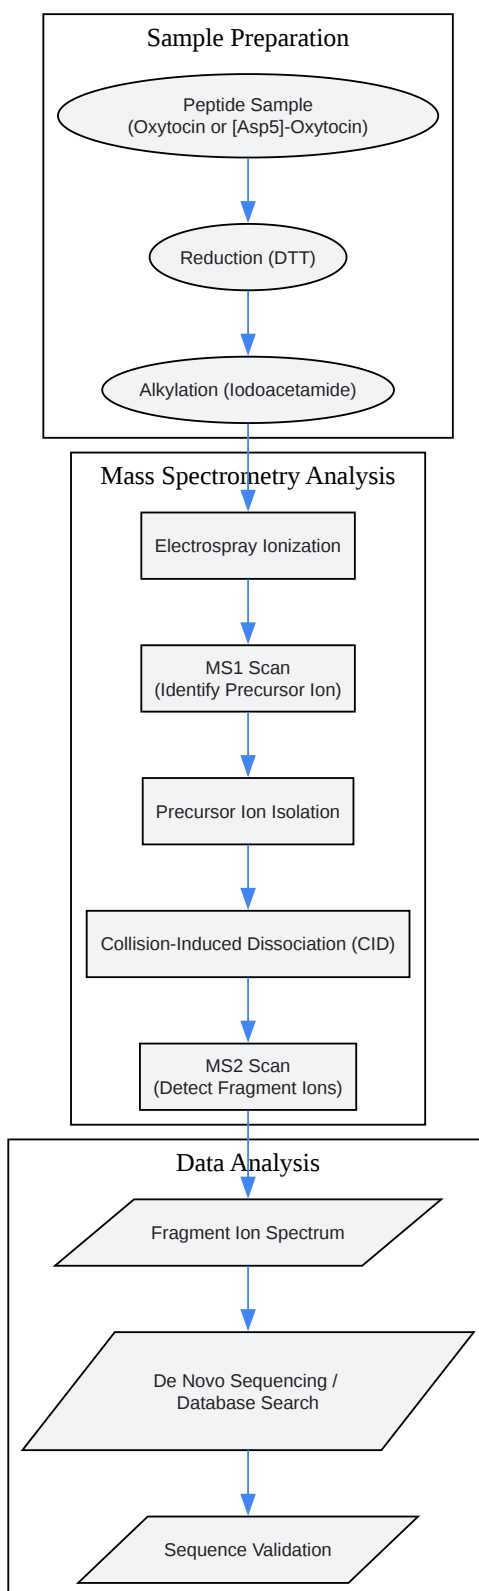 Sample Preparation
Peptide Sample
(Oxytocin or [Asp5]-Oxytocin)
Reduction (DTT)
Alkylation (Iodoacetamide)
Mass Spectrometry Analysis
Electrospray Ionization
MS1 Scan
(Identify Precursor Ion)
Precursor Ion Isolation
Collision-Induced Dissociation (CID)
MS2 Scan
(Detect Fragment Ions)
Data Analysis
Fragment Ion Spectrum
De Novo Sequencing /
Database Search
Sequence Validation